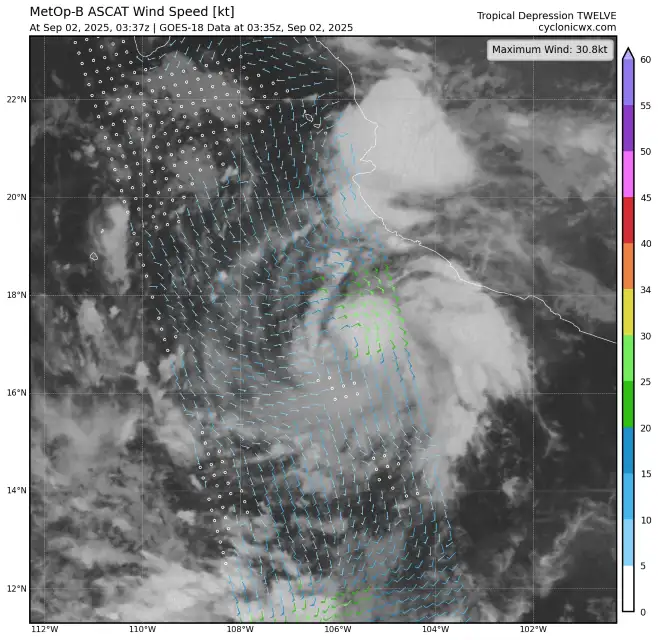 MetOp-B ASCAT Wind Speed [kt]
At Sep 02, 2025, 03:37z | GOES-18 Data at 03:35z, Sep 02, 2025
Tropical Depression TWELVE
cyclonicwx.com
Maximum Wind: 30.8kt
22°N
20°N
18°N
16°N
14°N
12°N
112°W 110°W 108°W 106°W 104°W 102°W
60
55
50
45
40
34
30
25
20
15
10
5
0